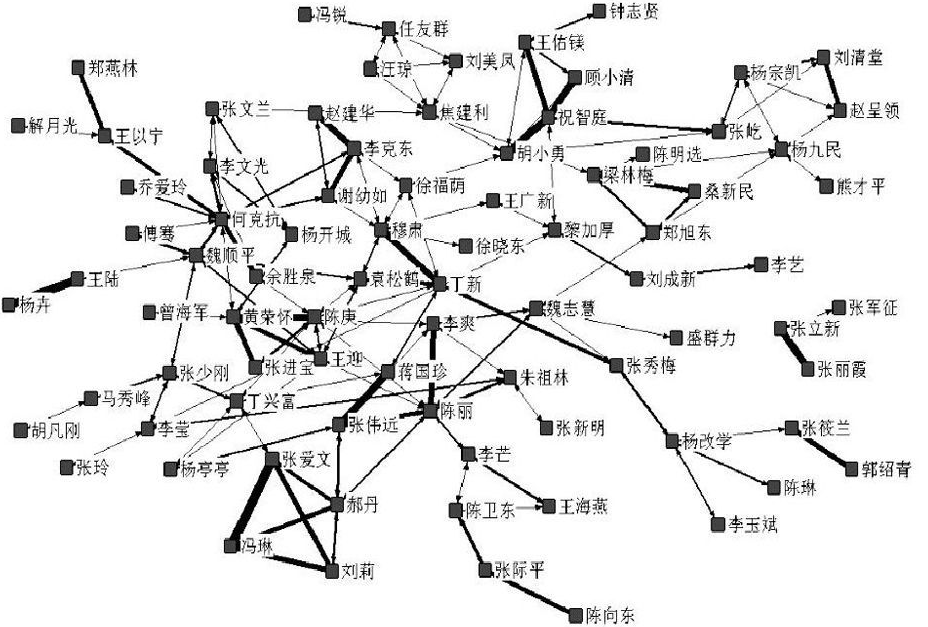 冯锐
任友群
钟志贤
汪琼
刘美凤
王佑镁
顾小清
杨宗凯
刘清堂
郑燕林
张文兰
赵建华
焦建利
祝智庭
张屹
赵呈领
解月光
王以宁
李克东
胡小勇
陈明选
杨九民
李文光
梁林梅
桑新民
熊才平
乔爱玲
谢幼如
徐福荫
王广新
何克抗
傅骞
杨开城
穆肃
徐晓东
黎加厚
郑旭东
魏顺平
王陆
余胜泉
袁松鹤
丁新
刘成新
李艺
杨卉
曾海军
黄荣怀
陈庚
李爽
魏志慧
张军征
张立新
盛群力
王迎
张进宝
张少刚
蒋国珍
朱祖林
张秀梅
张丽霞
马秀峰
丁兴富
陈丽
胡凡刚
李莹
张伟远
张新明
杨改学
张筱兰
张玲
杨亭亭
张爱文
李芒
郭绍青
陈琳
郝丹
陈卫东
王海燕
李玉斌
冯琳
刘莉
张际平
陈向东